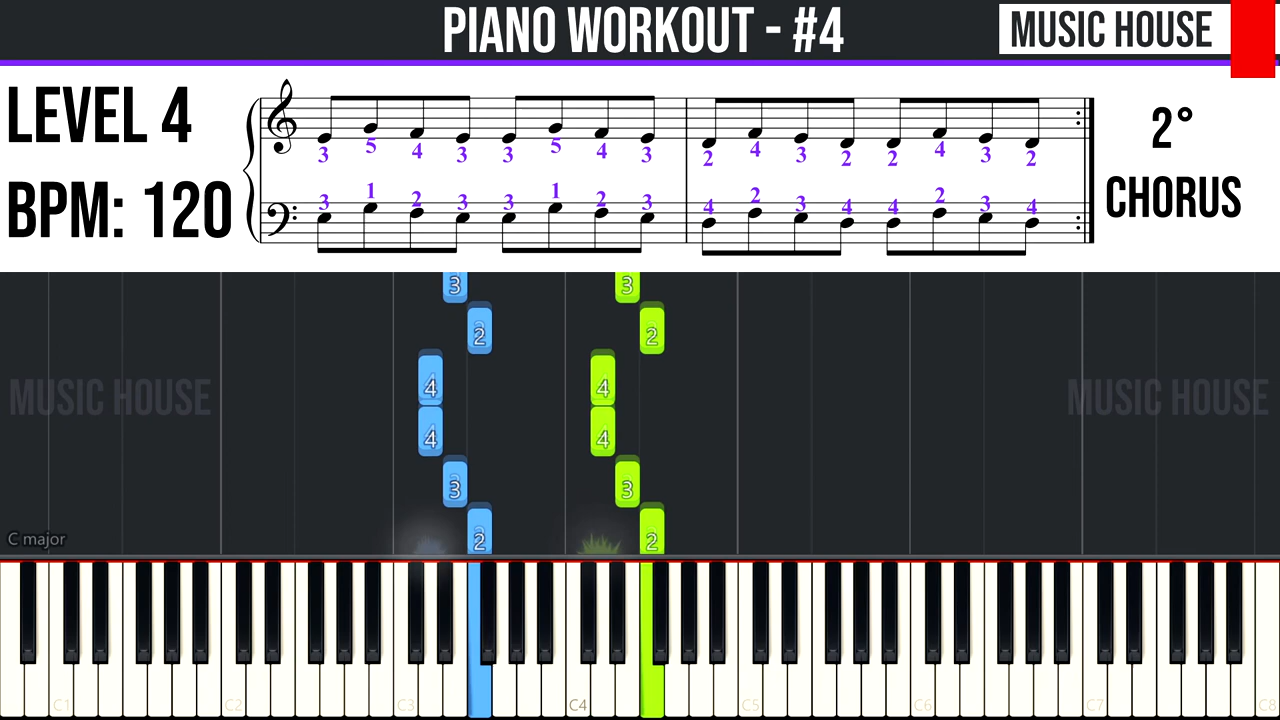 PIANO WORKOUT - #4
MUSIC HOUSE
LEVEL 4
BPM: 120
3 5 4 3 3 5 4 3 2 4 3 2 2 4 3 2
3 1 2 3 3 1 2 3 4 2 3 4 4 2 3 4
2°
CHORUS
3 3
2 2
4 4
MUSIC HOUSE MUSIC HOUSE
4 4
3 3
2 2
C major
C1 C2 C3 C4 C5 C6 C7 C8